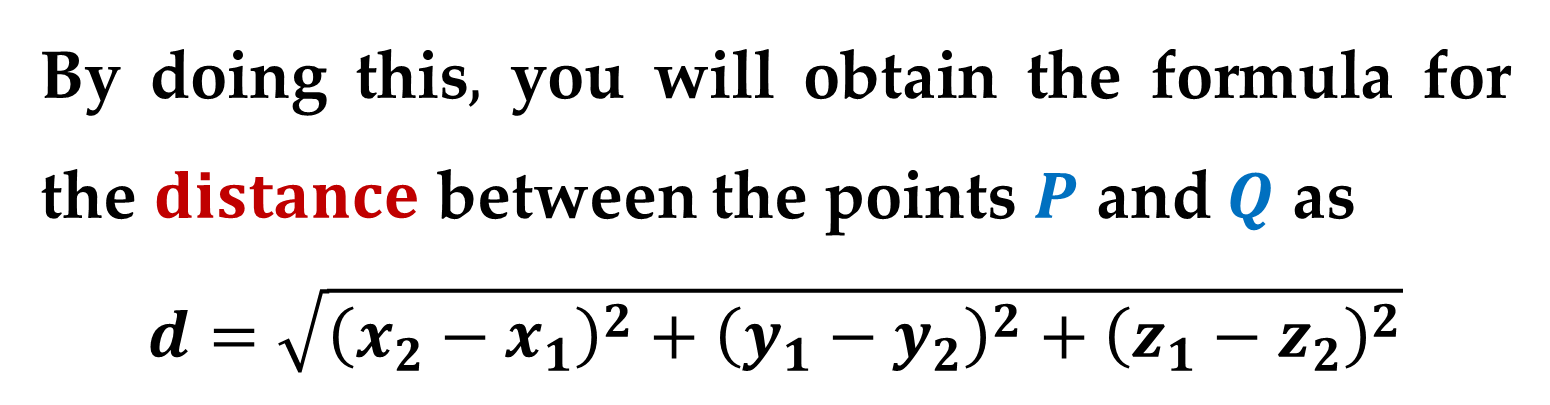 By doing this, you will obtain the formula for
the distance between the points P and Q as
d = √(x₂ − x₁)² + (y₁ − y₂)² + (z₁ − z₂)²